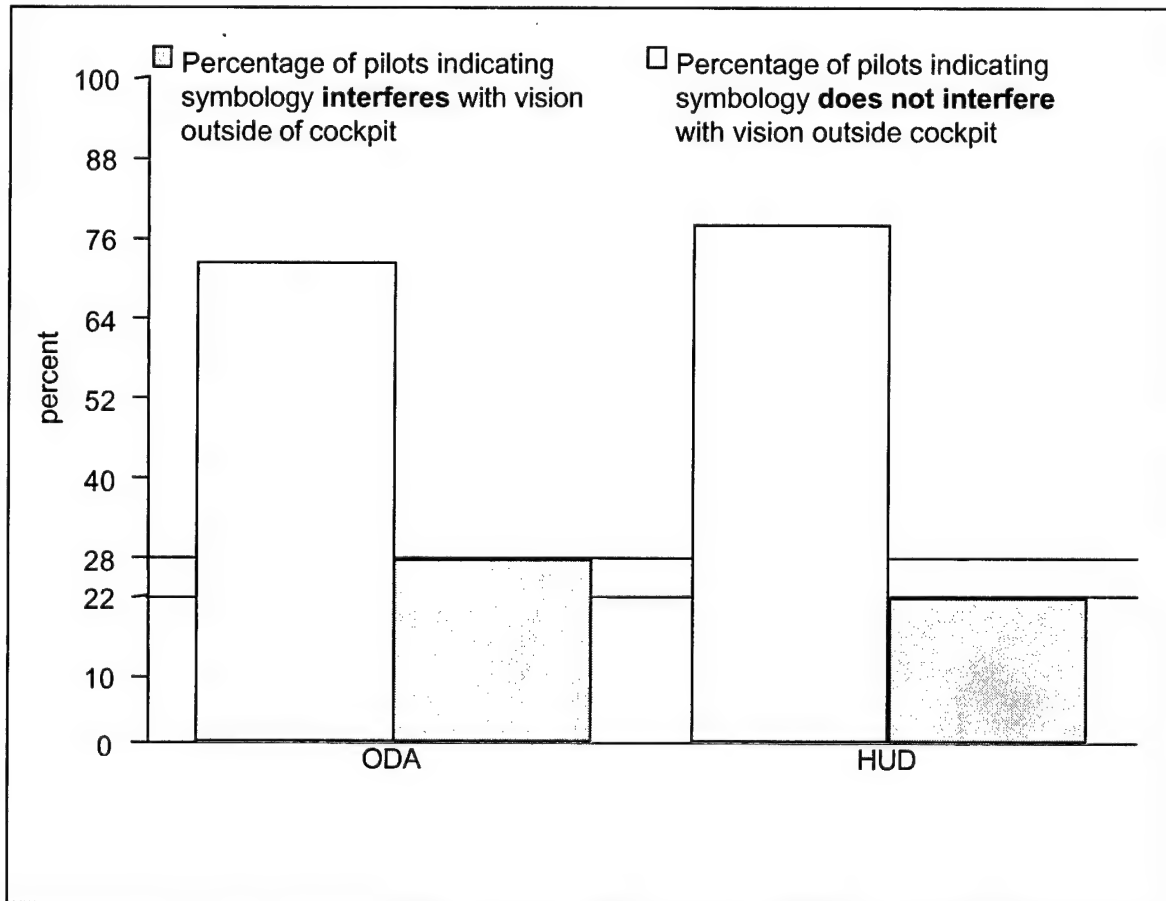 Percentage of pilots indicating
symbology interferes with vision
outside of cockpit
Percentage of pilots indicating
symbology does not interfere
with vision outside cockpit
percent
100
88
76
64
52
40
28
22
10
0
ODA
HUD